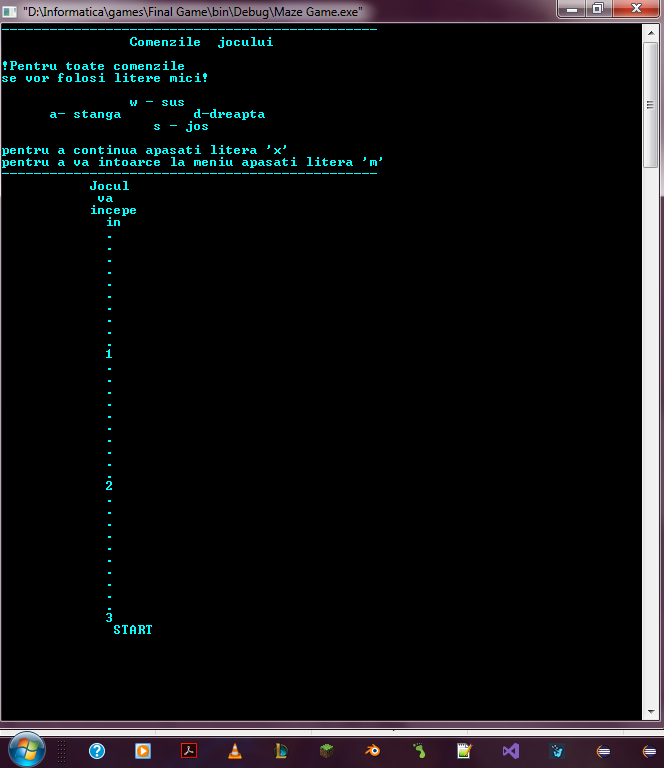 "D:\Informatica\games\Final Game\bin\Debug\Maze Game.exe"
-----------------------------------------------
Comenzile jocului
!Pentru toate comenzile
se vor folosi litere mici!
w - sus
a- stanga d-dreapta
s - jos
pentru a continua apasati litera 'x'
pentru a va intoarce la meniu apasati litera 'm'
-----------------------------------------------
Jocul
va
incepe
in
.
.
.
.
.
.
.
.
.
.
1
.
.
.
.
.
.
.
.
.
.
2
.
.
.
.
.
.
.
.
.
.
3
START